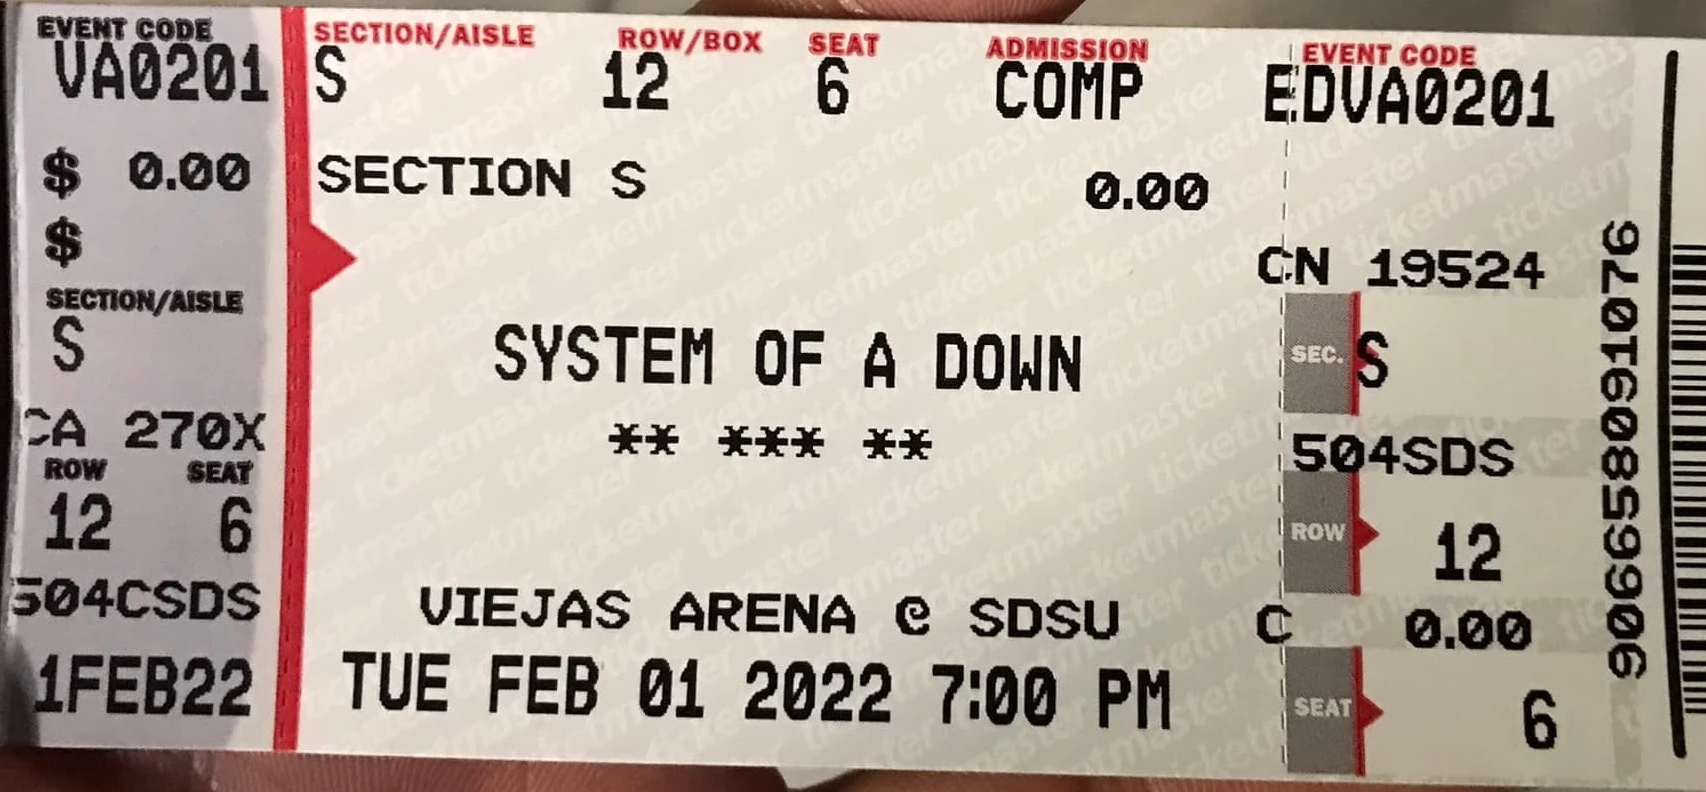 EVENT CODE
VA0201
$ 0.00
$
SECTION/AISLE
S
CA 270X
ROW SEAT
12 6
504CSDS
1FEB22
SECTION/AISLE ROW/BOX SEAT ADMISSION
S 12 6 COMP
SECTION S 0.00
SYSTEM OF A DOWN
** *** **
VIEJAS ARENA @ SDSU
TUE FEB 01 2022 7:00 PM
EVENT CODE
EDVA0201
CN 19524
SEC. S
504SDS
ROW 12
C 0.00
SEAT 6
906658091076
ticketmaster